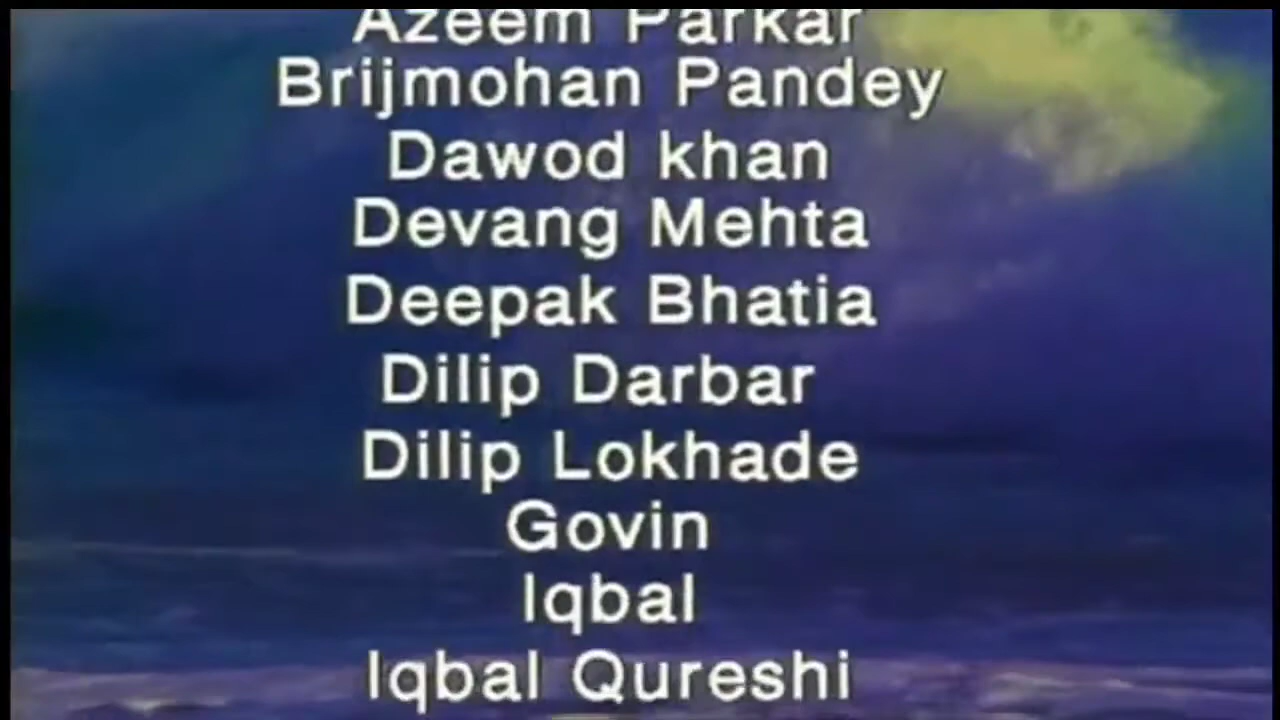 Azeem Parkar
Brijmohan Pandey
Dawod khan
Devang Mehta
Deepak Bhatia
Dilip Darbar
Dilip Lokhade
Govin
Iqbal
Iqbal Qureshi